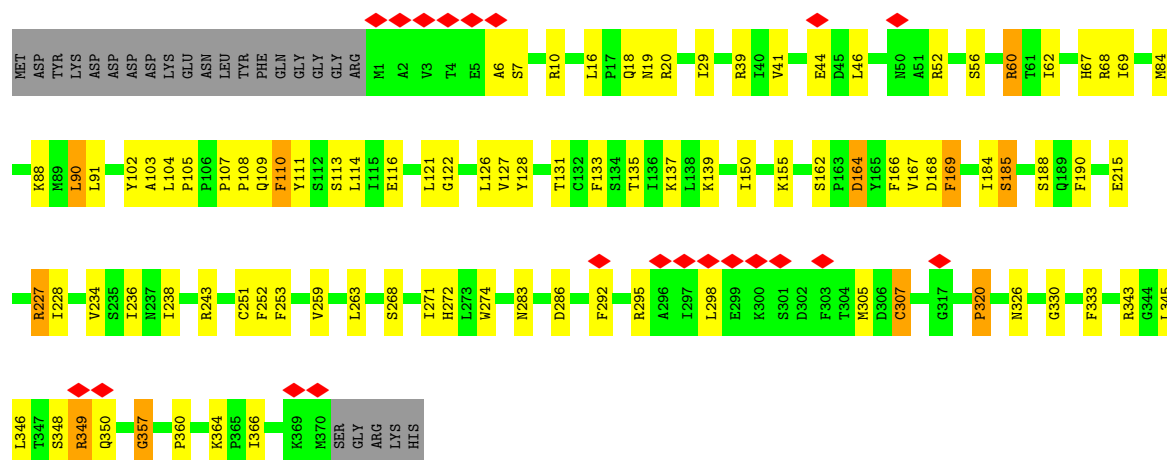 MET ASP TYR LYS ASP ASP ASP ASP LYS GLU ASN LEU TYR PHE GLN GLY GLY GLY ARG M1 A2 V3 T4 E5 A6 S7 R10 L16 P17 Q18 N19 R20 I29 R39 I40 V41 E44 D45 L46 N50 A51 R52 S56 R60 T61 I62 H67 R68 I69 M84
K88 M89 L90 L91 Y102 A103 L104 P105 P106 P107 P108 Q109 F110 Y111 S112 S113 L114 I115 E116 L121 G122 L126 V127 Y128 T131 C132 F133 S134 T135 I136 K137 L138 K139 I150 K155 S162 P163 D164 Y165 F166 V167 D168 F169 I184 S185 S188 Q189 F190 E215
R227 I228 V234 S235 I236 N237 I238 R243 C251 F252 F253 V259 L263 S268 I271 H272 L273 W274 N283 D286 F292 R295 A296 I297 L298 E299 K300 S301 D302 F303 T304 M305 D306 C307 G317 P320 N326 G330 F333 R343 G344 L345
L346 T347 S348 R349 Q350 G357 P360 K364 P365 I366 K369 M370 SER GLY ARG LYS HIS